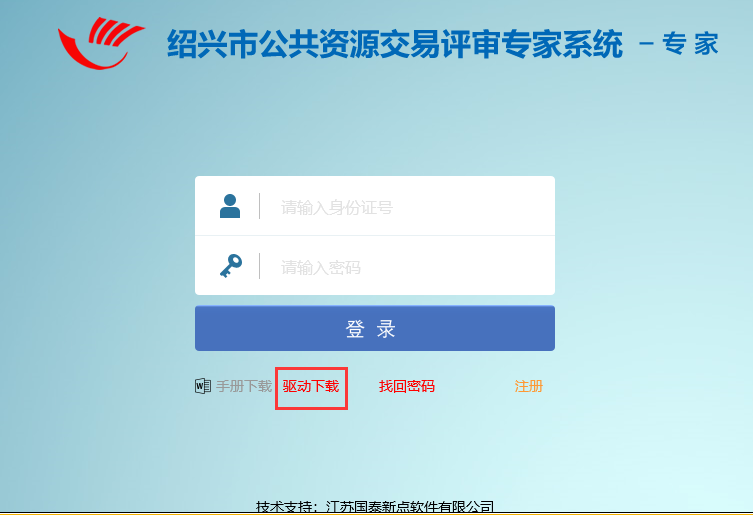 绍兴市公共资源交易评审专家系统 – 专 家
请输入身份证号
请输入密码
登 录
W 手册下载 驱动下载 找回密码 注册
技术支持：江苏国泰新点软件有限公司